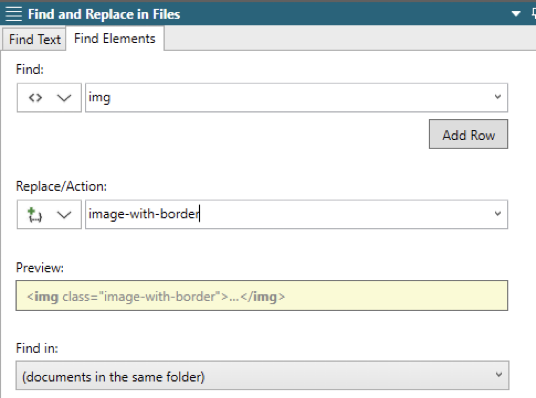 Find and Replace in Files
Find Text Find Elements
Find:
<> img
Add Row
Replace/Action:
image-with-border
Preview:
<img class="image-with-border">...</img>
Find in:
(documents in the same folder)